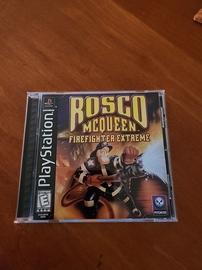 PlayStation
ROSCO
MCQUEEN
FIREFIGHTER EXTREME